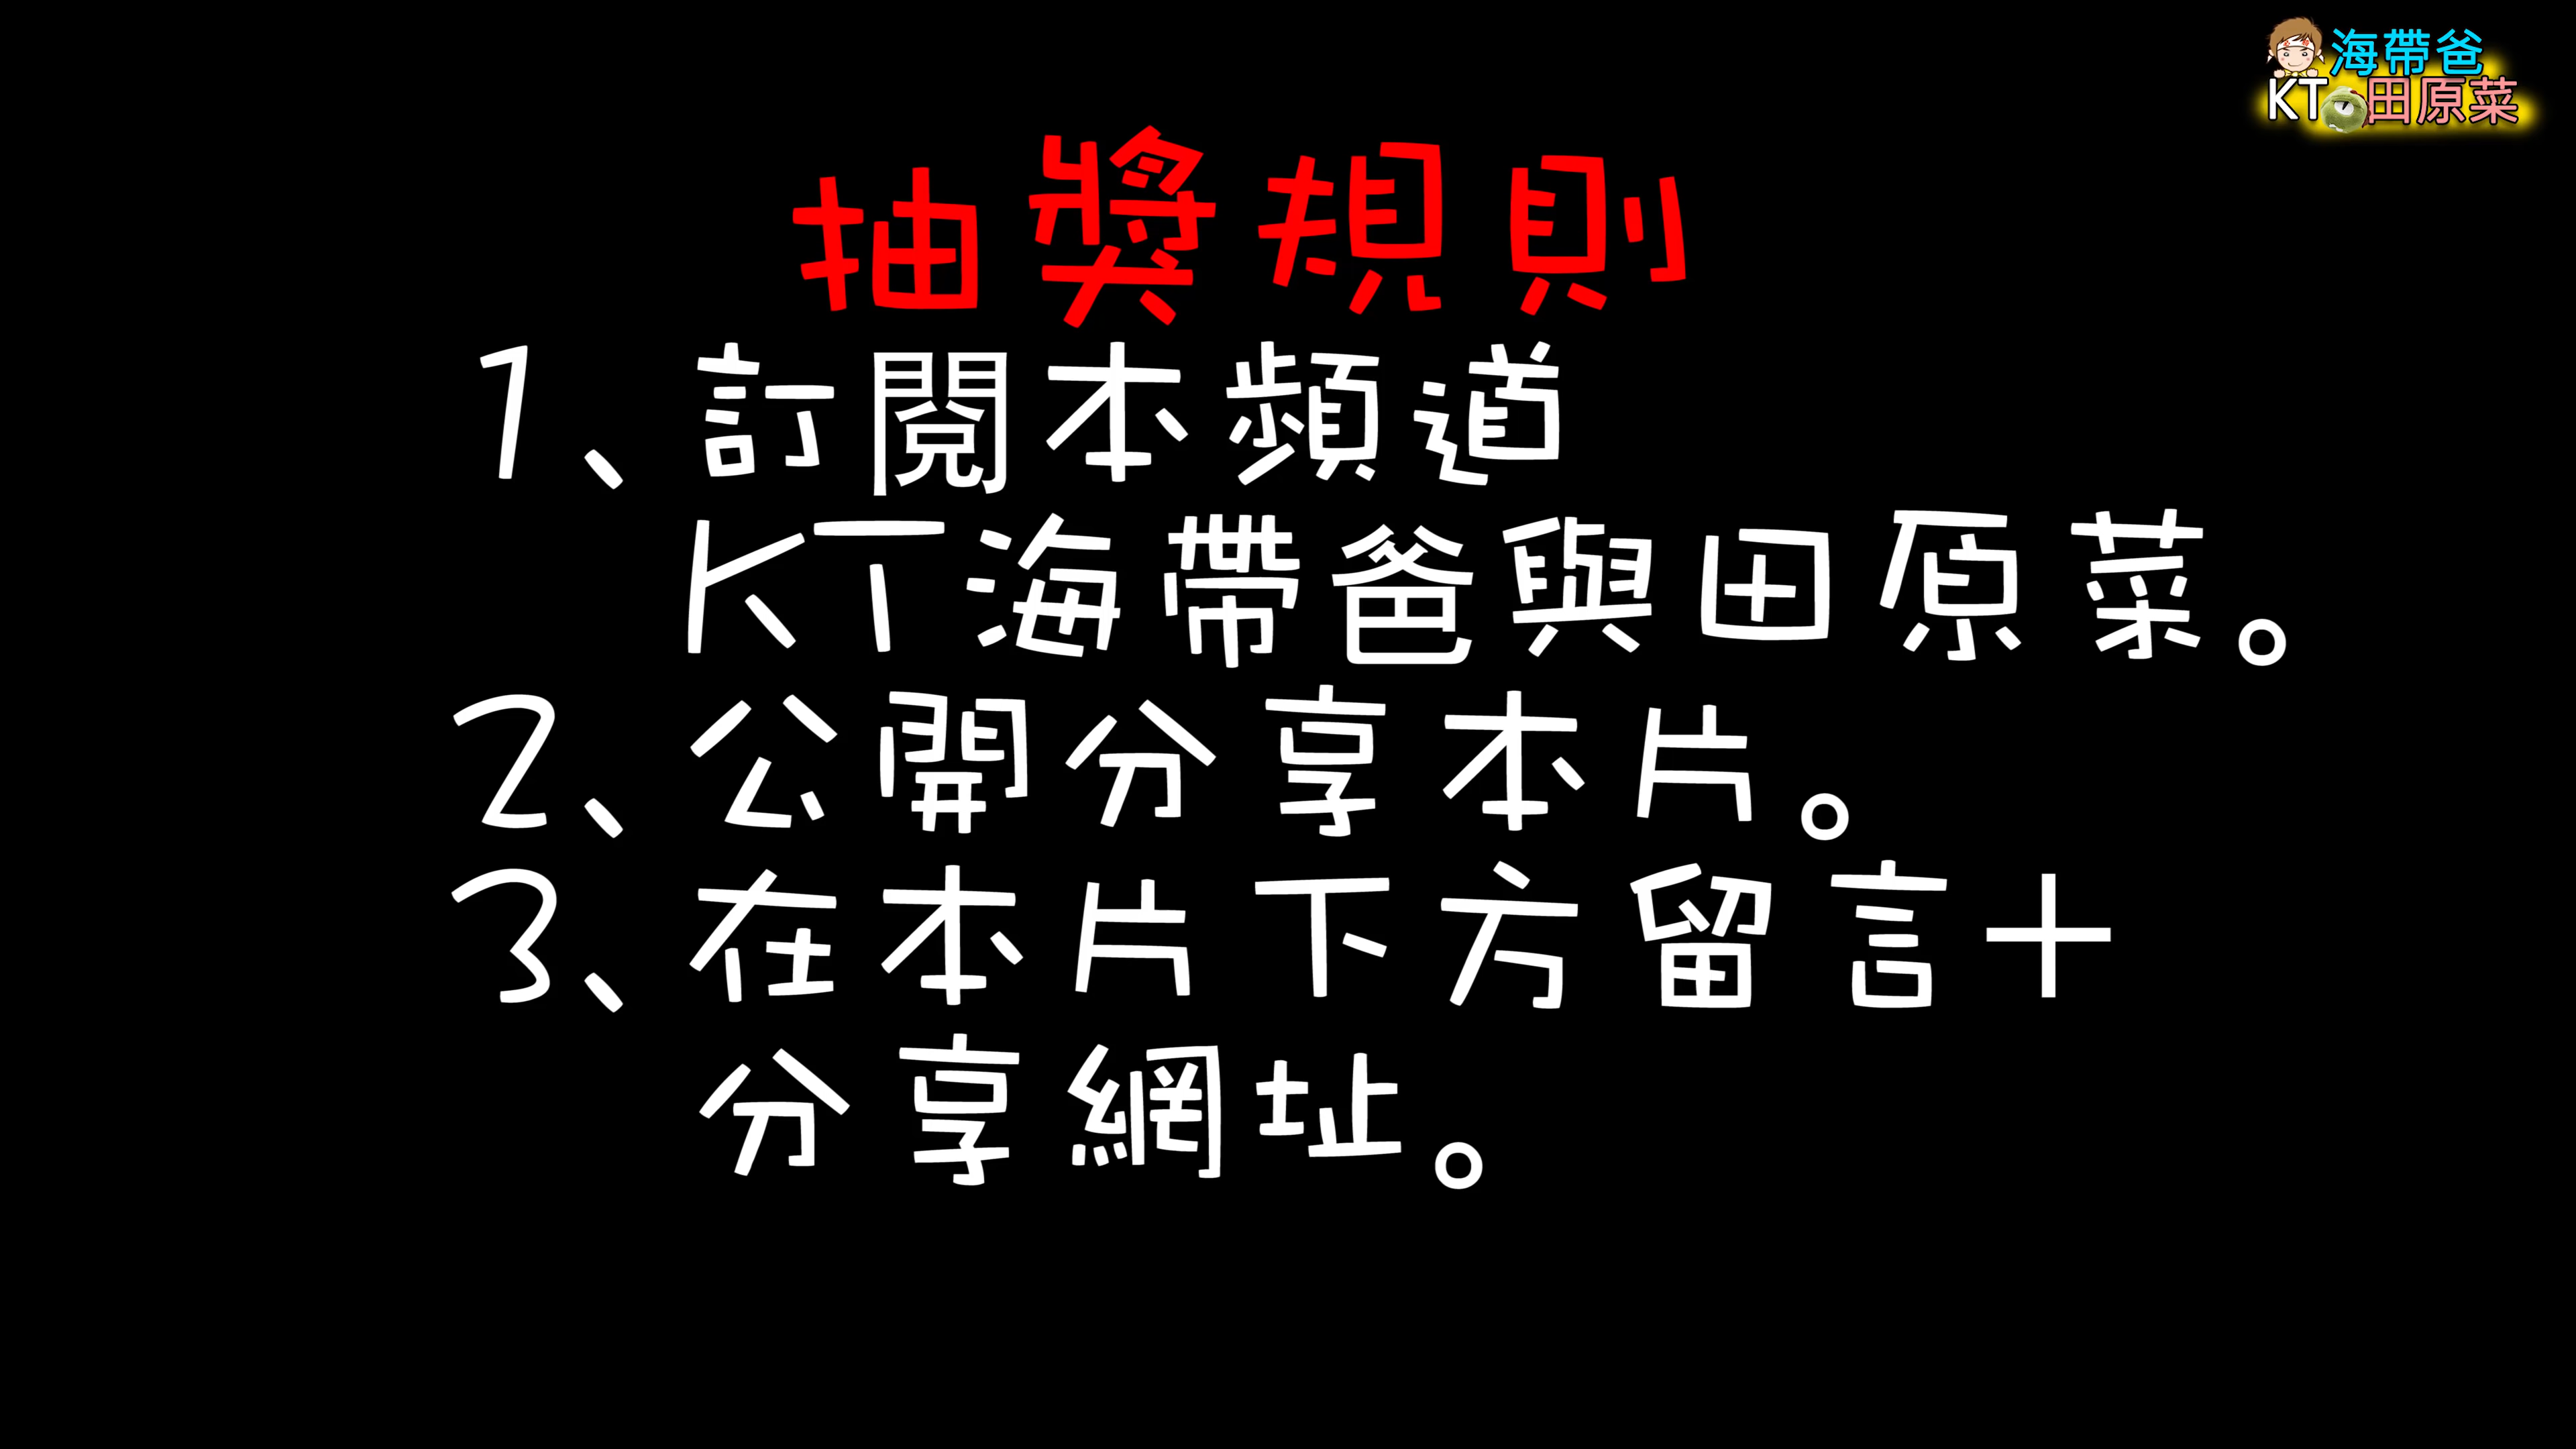 海帶爸
KT 田原菜
抽獎規則
1、訂閱本頻道
KT海帶爸與田原菜。
2、公開分享本片。
3、在本片下方留言+
分享網址。